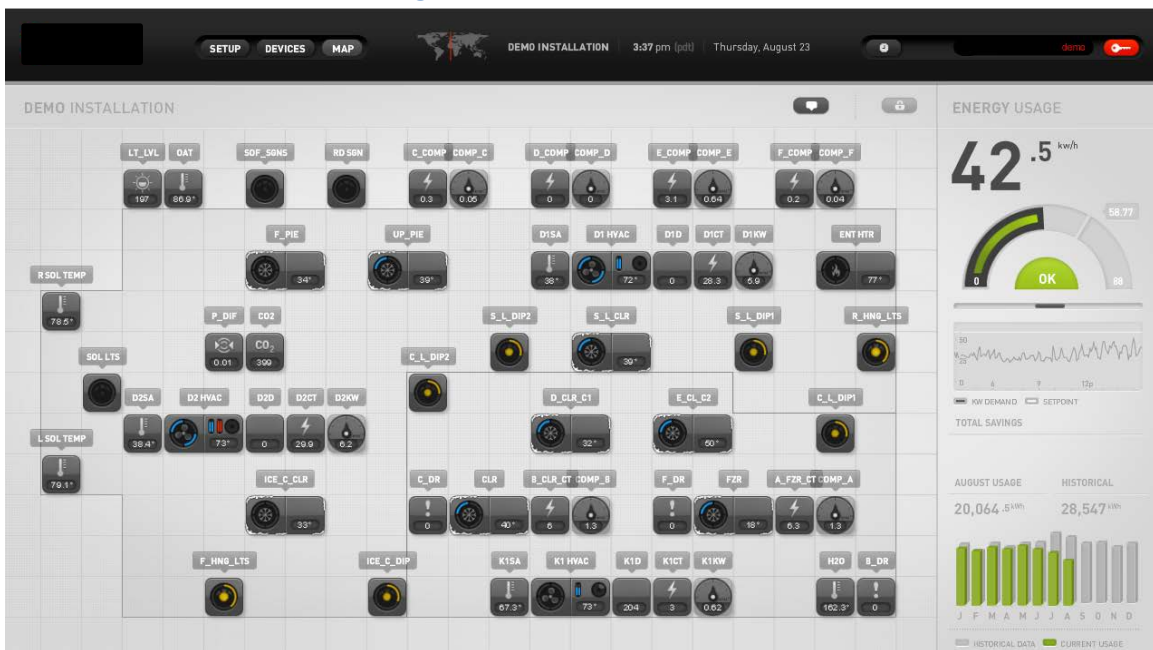 SETUP DEVICES MAP DEMO INSTALLATION 3:37 pm (pdt) Thursday, August 23 demo
DEMO INSTALLATION
ENERGY USAGE
LT_LVL OAT SOF_SGNS RD SGN C_COMP COMP_C D_COMP COMP_D E_COMP COMP_E F_COMP COMP_F
197 86.9° 0.3 0.05 0 0 3.1 0.64 0.2 0.04
42.5 kw/h
58.77
0 OK 88
F_PIE UP_PIE D1SA D1 HVAC D1D D1CT D1KW ENT HTR
34° 39° 38° 72° 0 28.3 5.9 77°
R SOL TEMP
78.5°
P_DIF CO2 S_L_DIP2 S_L_CLR S_L_DIP1 R_HNG_LTS
CO2
0.01 399 39°
SOL LTS C_L_DIP2
D2SA D2 HVAC D2D D2CT D2KW D_CLR_C1 E_CL_C2 C_L_DIP1
38.4° 73° 0 29.9 6.2 32° 50°
L SOL TEMP
79.1°
ICE_C_CLR C_DR CLR B_CLR_CT COMP_B F_DR FZR A_FZR_CT COMP_A
33° 0 40° 6 1.3 0 18° 6.3 1.3
F_HNG_LTS ICE_C_DIP K1SA K1 HVAC K1D K1CT K1KW H2O B_DR
67.3° 73° 204 3 0.62 162.3° 0
50
25
0 6 9 12p
KW DEMAND SETPOINT
TOTAL SAVINGS
AUGUST USAGE HISTORICAL
20,064.5 kWh 28,547 kWh
J F M A M J J A S O N D
HISTORICAL DATA CURRENT USAGE